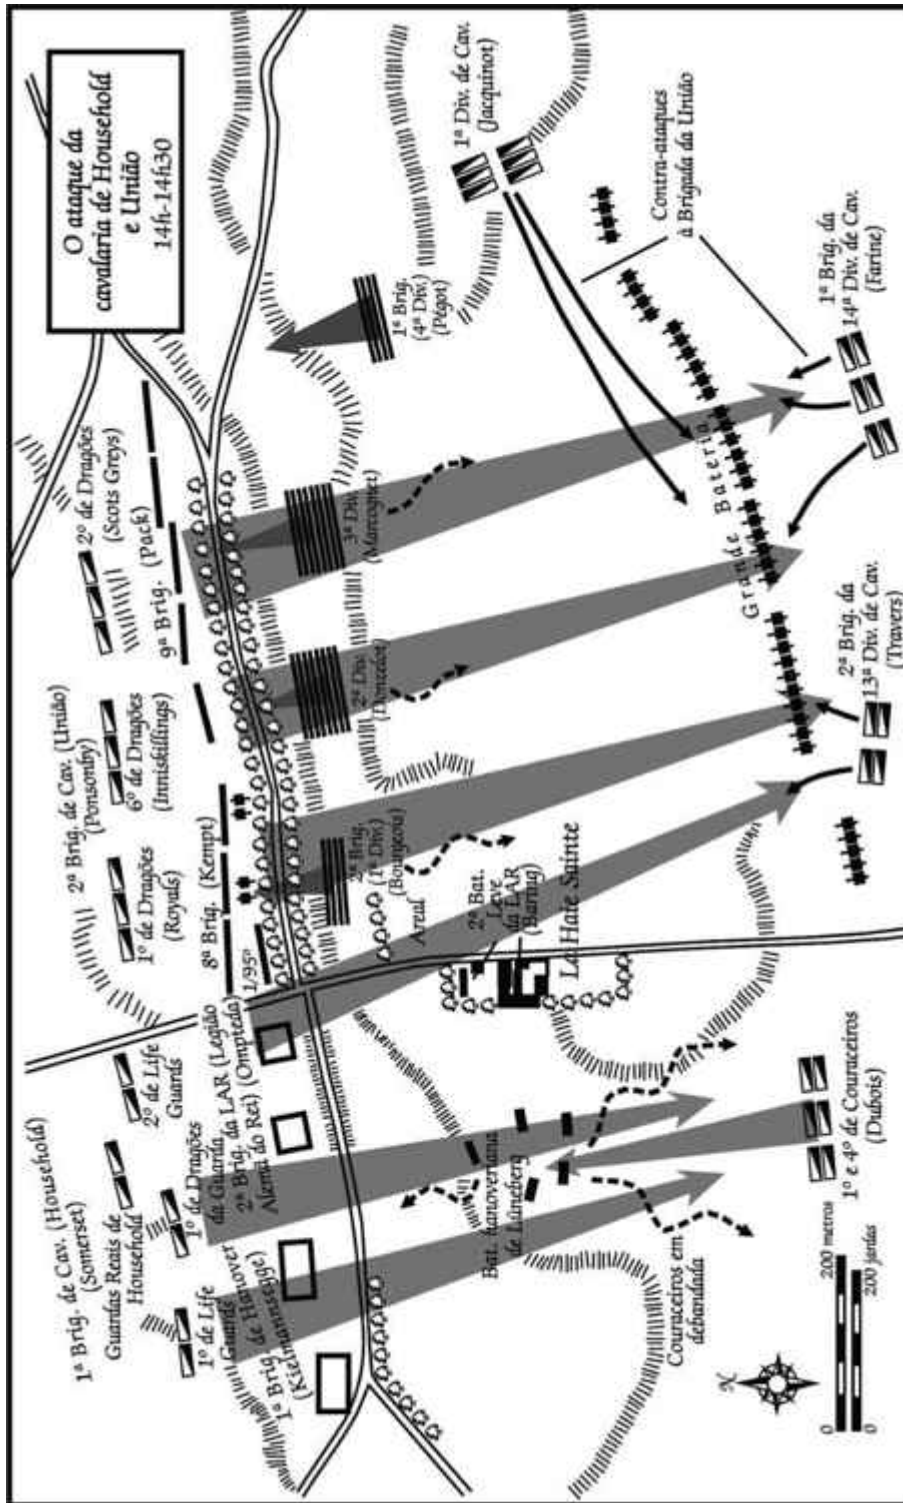 O ataque da
cavalaria de Household
e União
14h-14h30
1ª Brig. de Cav. (Household)
(Somerset)
Guardas Reais de
Household
1º de Life
Guards
1º de Dragões
da Guarda
2º de Life
Guards
2ª Brig. de Cav. (União)
(Ponsonby)
1º de Dragões
(Royals)
6º de Dragões
(Inniskillings)
2º de Dragões
(Scots Greys)
1ª Brig. de Hanover
(Kielmannsegge)
2ª Brig. da LAR (Legião
Alemã do Rei) (Ompteda)
8ª Brig. (Kempt)
1/95º
9ª Brig. (Pack)
2ª Brig.
(1ª Div.)
(Bourgeois)
2ª Div.
(Donzelot)
3ª Div.
(Marcognet)
1ª Brig.
(4ª Div.)
(Pégot)
1ª Div. de Cav.
(Jacquinot)
Areal
2º Bat.
Leve
da LAR
(Baring)
La Haie Sainte
Bat. Hanoveriana
de Lüneberg
Couraceiros em
debandada
Grande Bateria
Contra-ataques
à Brigada da União
1º e 4º de Couraceiros
(Dubois)
2ª Brig. da
13ª Div. de Cav.
(Travers)
1ª Brig. da
14ª Div. de Cav.
(Farine)
N
0
200 metros
0
200 jardas